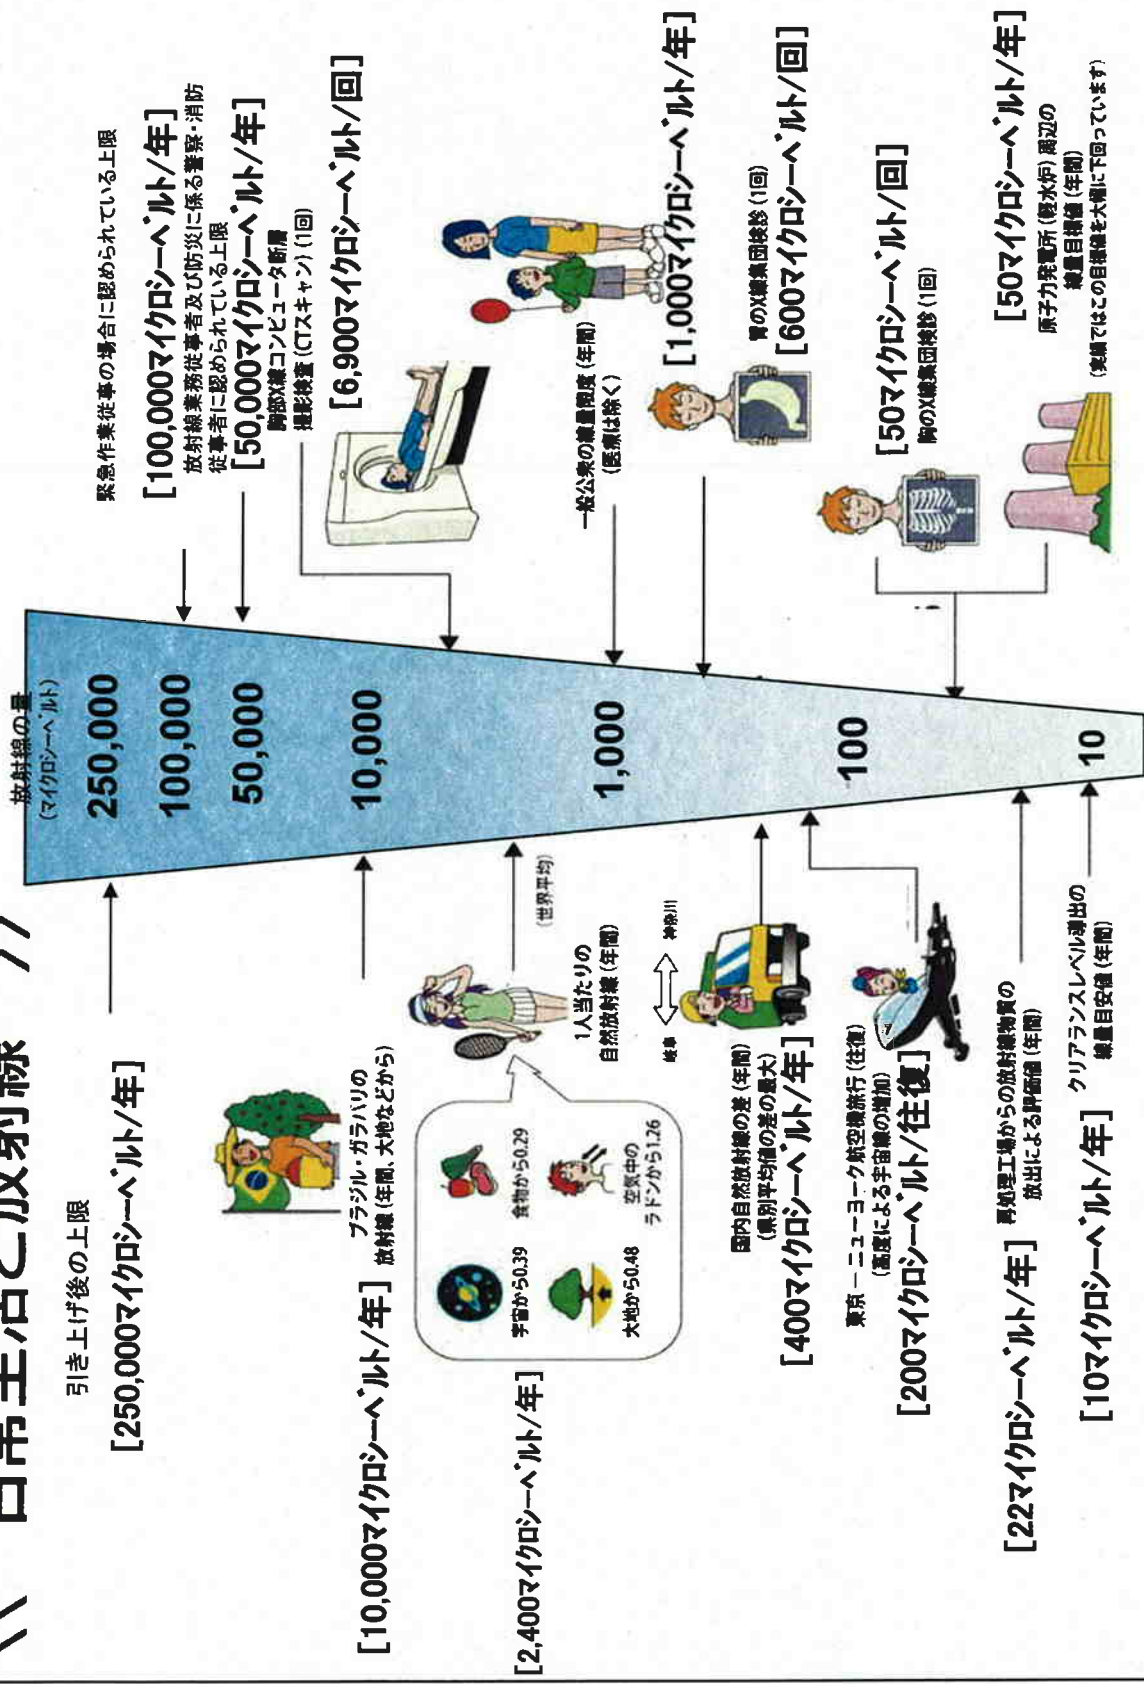 日常生活と放射線
放射線の量
(マイクロシーベルト)
250,000
100,000
50,000
10,000
1,000
100
10
引き上げ後の上限
[250,000マイクロシーベルト/年]
ブラジル・ガラパリの
放射線(年間、大地などから)
[10,000マイクロシーベルト/年]
宇宙から0.39
食物から0.29
大地から0.48
空気中の
ラドンから1.26
(世界平均)
1人当たりの
自然放射線(年間)
[2,400マイクロシーベルト/年]
岐阜
神奈川
国内自然放射線の差(年間)
(県別平均値の差の最大)
[400マイクロシーベルト/年]
東京-ニューヨーク航空機旅行(往復)
(高度による宇宙線の増加)
[200マイクロシーベルト/往復]
再処理工場からの放射線物質の
放出による評価値(年間)
[22マイクロシーベルト/年]
クリアランスレベル導出の
線量目安値(年間)
[10マイクロシーベルト/年]
緊急作業従事の場合に認められている上限
[100,000マイクロシーベルト/年]
放射線業務従事者及び防災に係る警察・消防
従事者に認められている上限
[50,000マイクロシーベルト/年]
胸部X線コンピュータ断層
撮影検査(CTスキャン)(1回)
[6,900マイクロシーベルト/回]
一般公衆の線量限度(年間)
(医療は除く)
[1,000マイクロシーベルト/年]
胃のX線集団検診(1回)
[600マイクロシーベルト/回]
[50マイクロシーベルト/回]
胸のX線集団検診(1回)
[50マイクロシーベルト/年]
原子力発電所(軽水炉)周辺の
線量目標値(年間)
(実績ではこの目標値を大幅に下回っています)